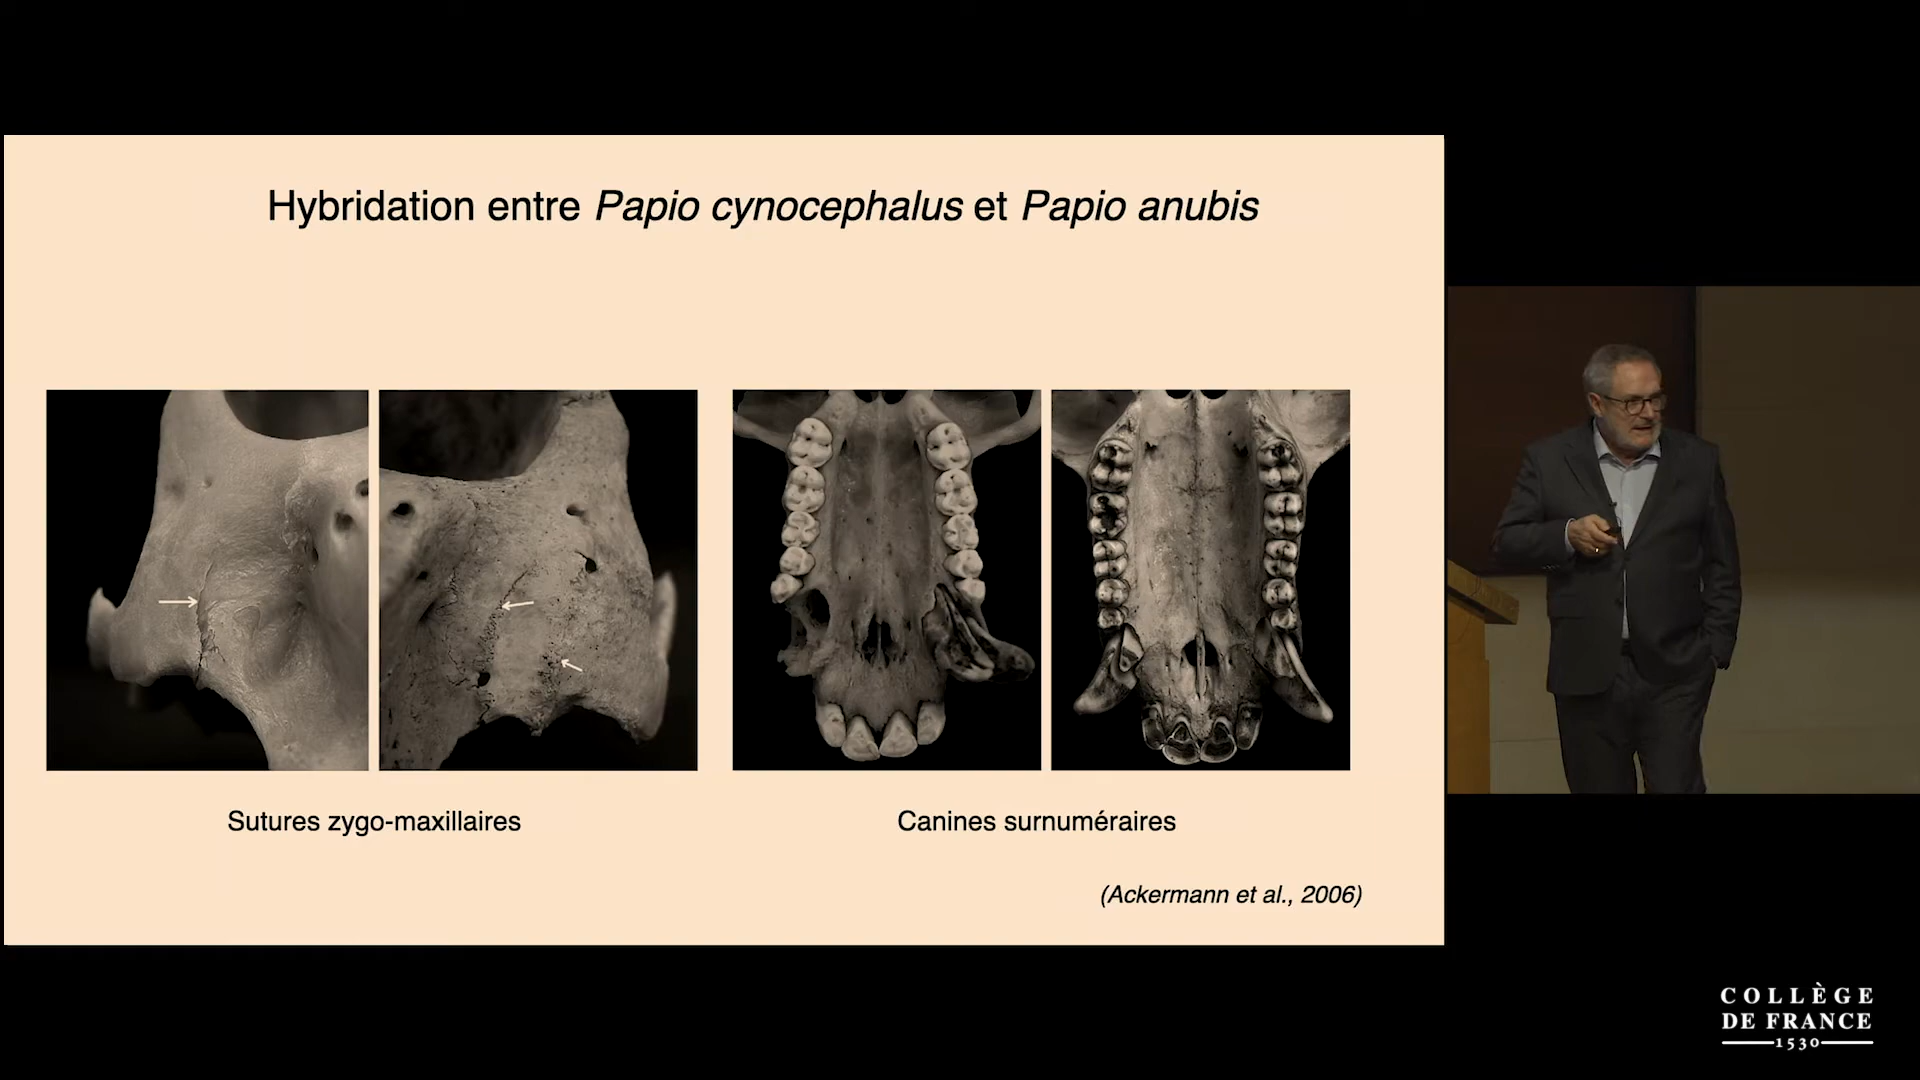 Hybridation entre Papio cynocephalus et Papio anubis
Sutures zygo-maxillaires
Canines surnuméraires
(Ackermann et al., 2006)
COLLÈGE
DE FRANCE
1530